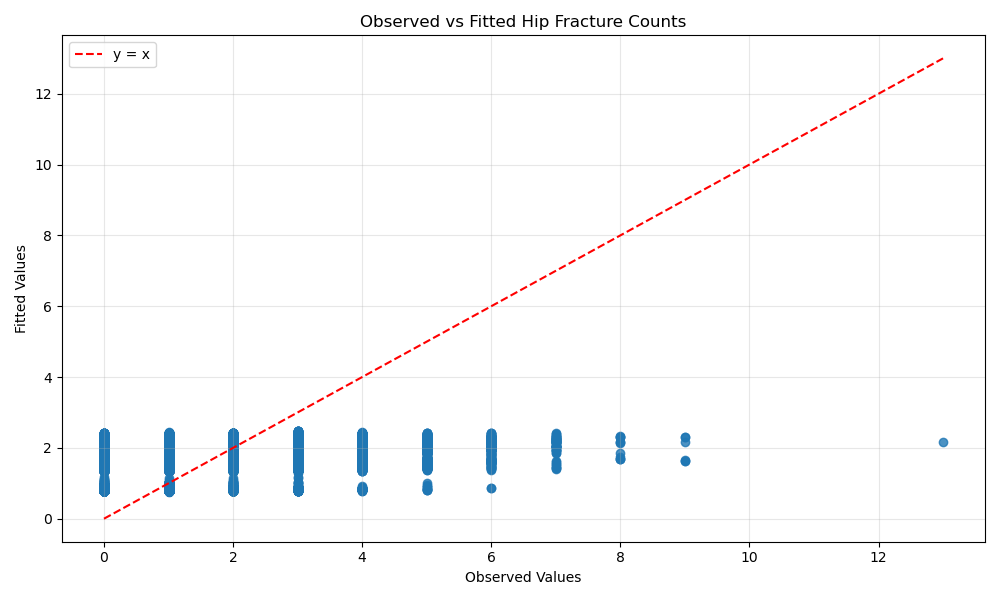 Observed vs Fitted Hip Fracture Counts
y = x
12
10
8
6
4
2
0
Fitted Values
0 2 4 6 8 10 12
Observed Values